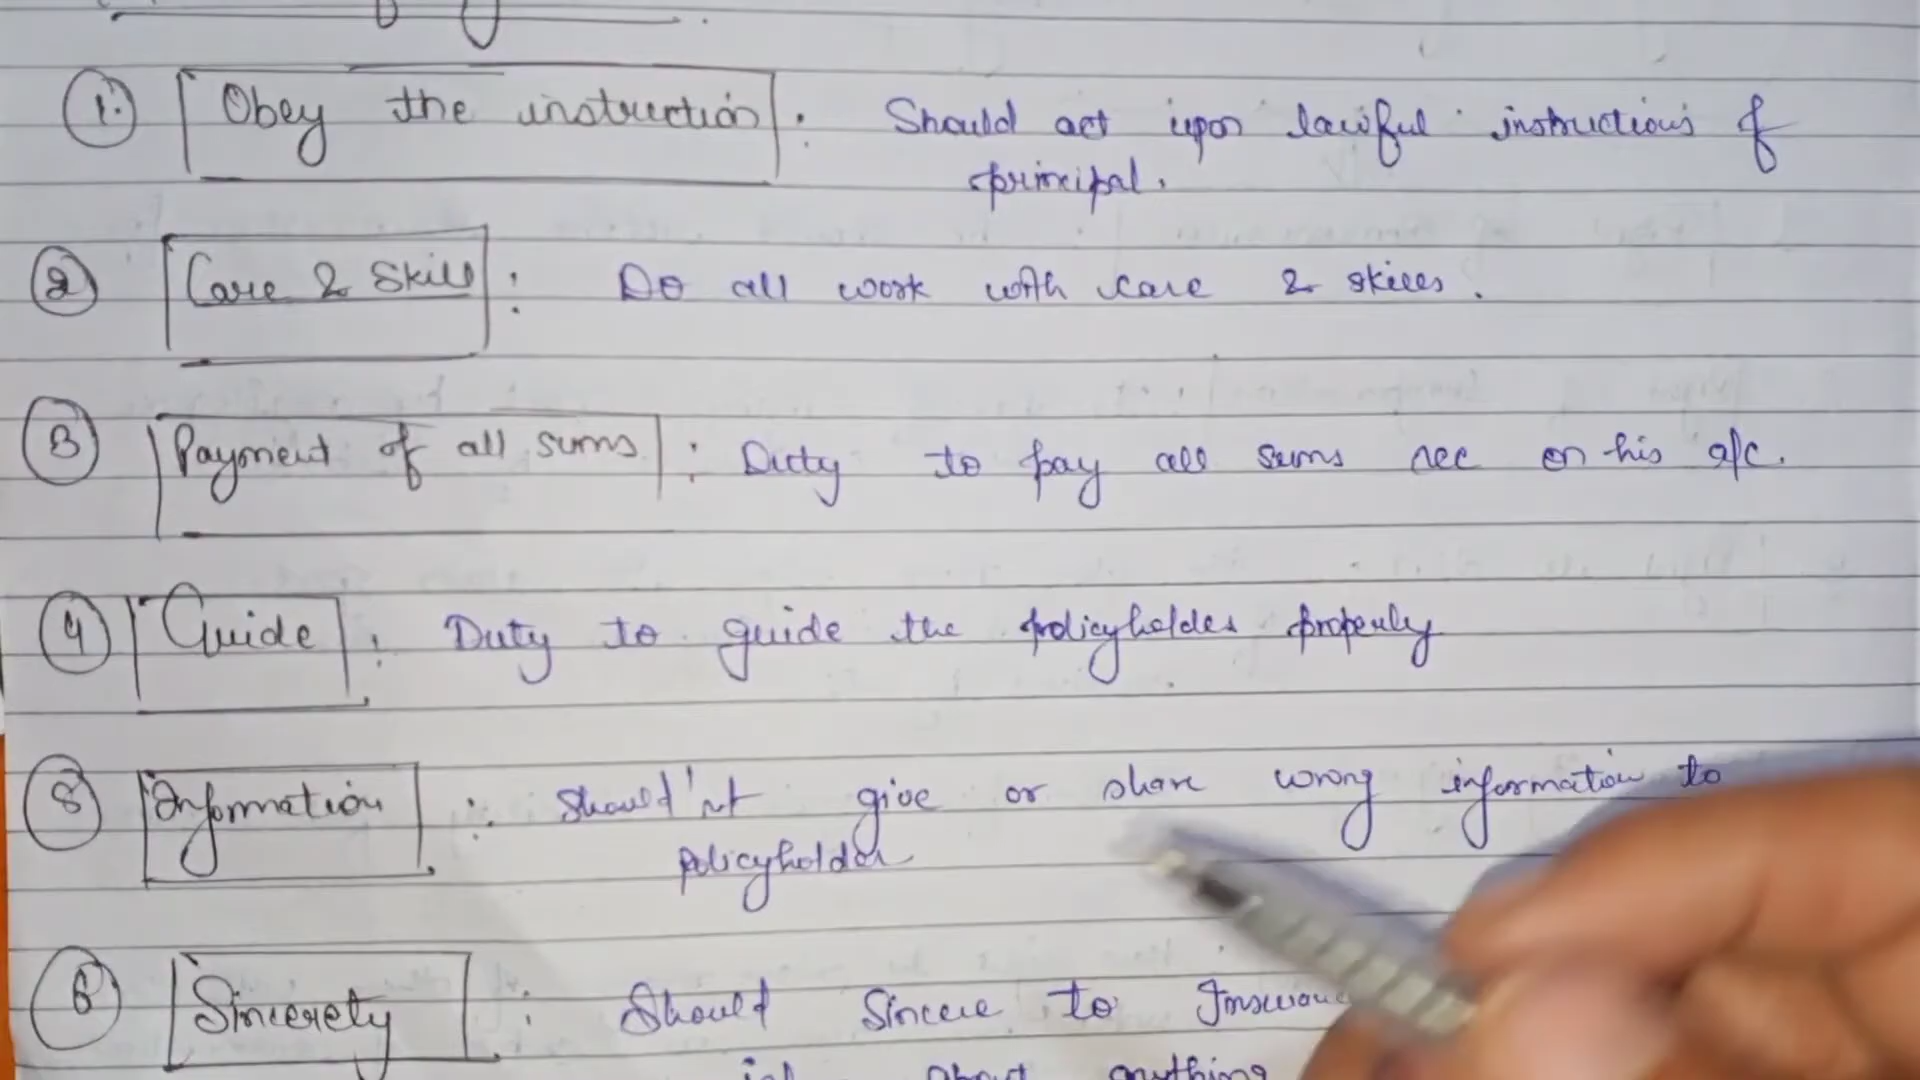 1. Obey the instruction : Should act upon lawful instructions of
principal.
2 Care & Skill : Do all work with care & skills.
3 Payment of all sums : Duty to pay all sums rec on his a/c.
4 Guide : Duty to guide the policyholder properly
5 Information : Should'nt give or share wrong information to
policyholder
6 Sincerety : Should Sincere to
about anything